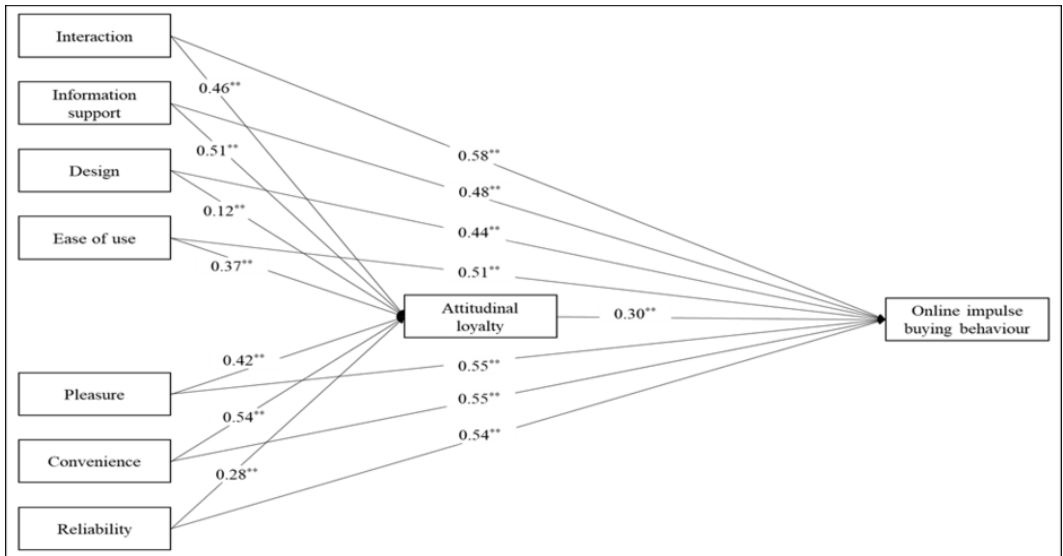 Interaction
0.46**
Information
support
0.51**
0.58**
Design
0.48**
0.12**
0.44**
Ease of use
0.37**
0.51**
Attitudinal
loyalty
0.30**
Online impulse
buying behaviour
0.42**
0.55**
Pleasure
0.54**
0.55**
Convenience
0.54**
0.28**
Reliability